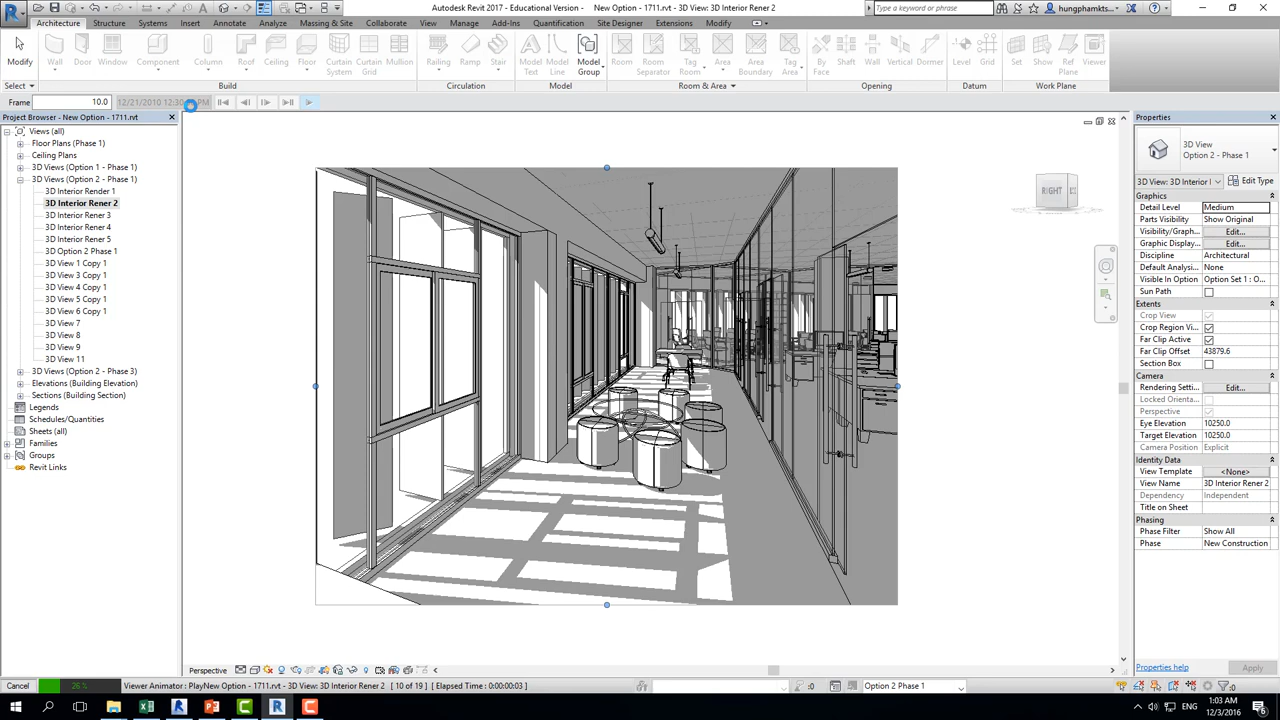 Autodesk Revit 2017 - Educational Version - New Option - 1711.rvt - 3D View: 3D Interior Rener 2
Type a keyword or phrase
hungphamkts...
Architecture Structure Systems Insert Annotate Analyze Massing & Site Collaborate View Manage Add-Ins Quantification Site Designer Extensions Modify
Modify Wall Door Window Component Column Roof Ceiling Floor Curtain System Curtain Grid Mullion Railing Ramp Stair Model Text Model Line Model Group Room Room Separator Tag Room Area Area Boundary Tag Area By Face Shaft Wall Vertical Dormer Level Grid Set Show Ref Plane Viewer
Select Build Circulation Model Room & Area Opening Datum Work Plane
Frame 10.0
Project Browser - New Option - 1711.rvt
Views (all)
Floor Plans (Phase 1)
Ceiling Plans
3D Views (Option 1 - Phase 1)
3D Views (Option 2 - Phase 1)
3D Interior Render 1
3D Interior Rener 2
3D Interior Rener 3
3D Interior Rener 4
3D Interior Rener 5
3D Option 2 Phase 1
3D View 1 Copy 1
3D View 3 Copy 1
3D View 4 Copy 1
3D View 5 Copy 1
3D View 6 Copy 1
3D View 7
3D View 8
3D View 9
3D View 11
3D Views (Option 2 - Phase 3)
Elevations (Building Elevation)
Sections (Building Section)
Legends
Schedules/Quantities
Sheets (all)
Families
Groups
Revit Links
RIGHT
Properties
3D View
Option 2 - Phase 1
3D View: 3D Interior I
Edit Type
Graphics
Detail Level Medium
Parts Visibility Show Original
Visibility/Graph... Edit...
Graphic Display... Edit...
Discipline Architectural
Default Analysi... None
Visible In Option Option Set 1 : O...
Sun Path
Extents
Crop View
Crop Region Vi...
Far Clip Active
Far Clip Offset 43879.6
Section Box
Camera
Rendering Setti... Edit...
Locked Orienta...
Perspective
Eye Elevation 10250.0
Target Elevation 10250.0
Camera Position Explicit
Identity Data
View Template <None>
View Name 3D Interior Rener 2
Dependency Independent
Title on Sheet
Phasing
Phase Filter Show All
Phase New Construction
Properties help
Apply
Perspective
Cancel 26 % Viewer Animator : PlayNew Option - 1711.rvt - 3D View: 3D Interior Rener 2 [ 10 of 19 ] ( Elapsed Time : 0:00:00:03 ) :0 Option 2 Phase 1 :0
1:03 AM
12/3/2016